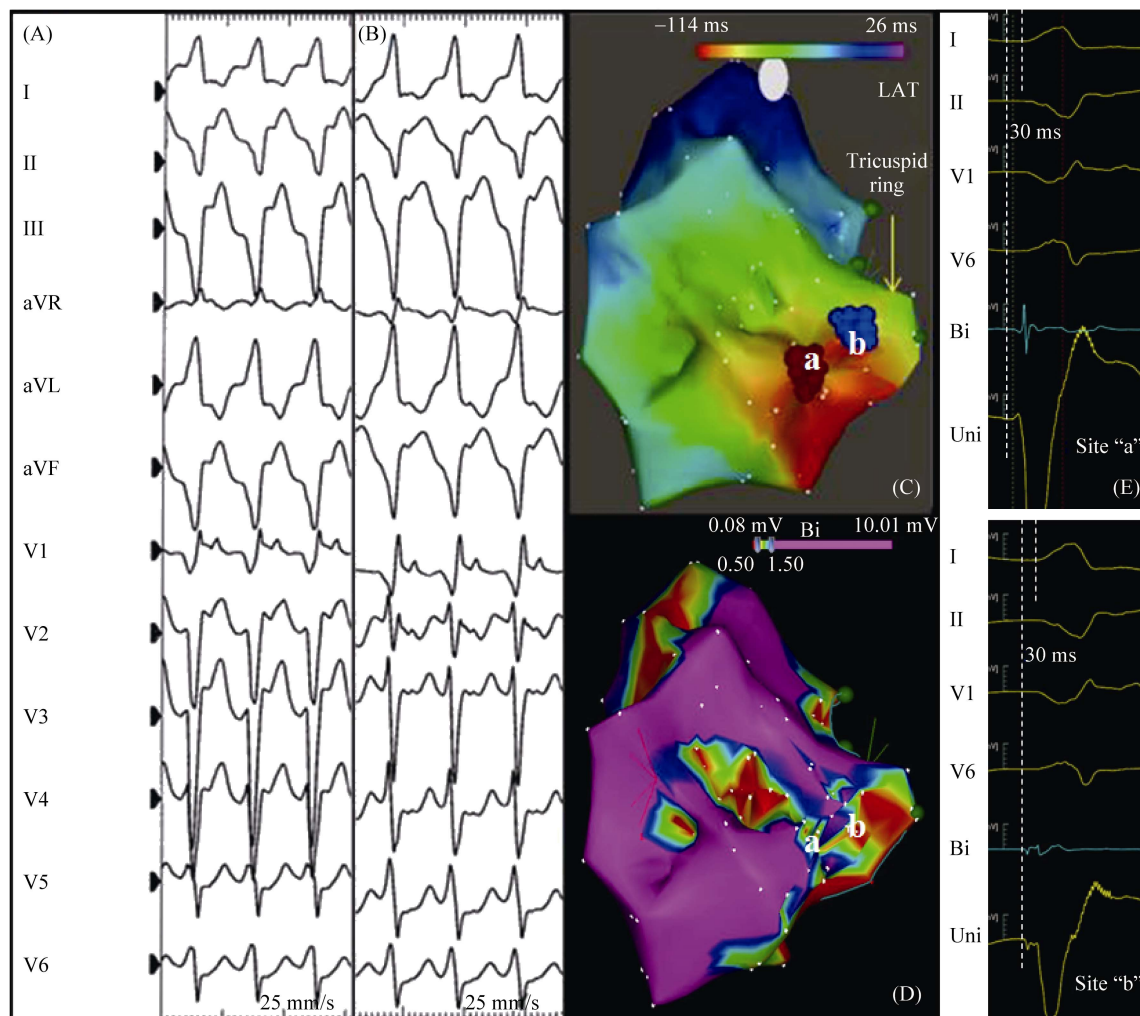 (A)
I
II
III
aVR
aVL
aVF
V1
V2
V3
V4
V5
V6
25 mm/s
(B)
25 mm/s
−114 ms
26 ms
LAT
Tricuspid
ring
a
b
(C)
0.08 mV
Bi
10.01 mV
0.50
1.50
a
b
(D)
I
II
30 ms
V1
V6
Bi
Uni
Site “a”
(E)
I
II
30 ms
V1
V6
Bi
Uni
Site “b”